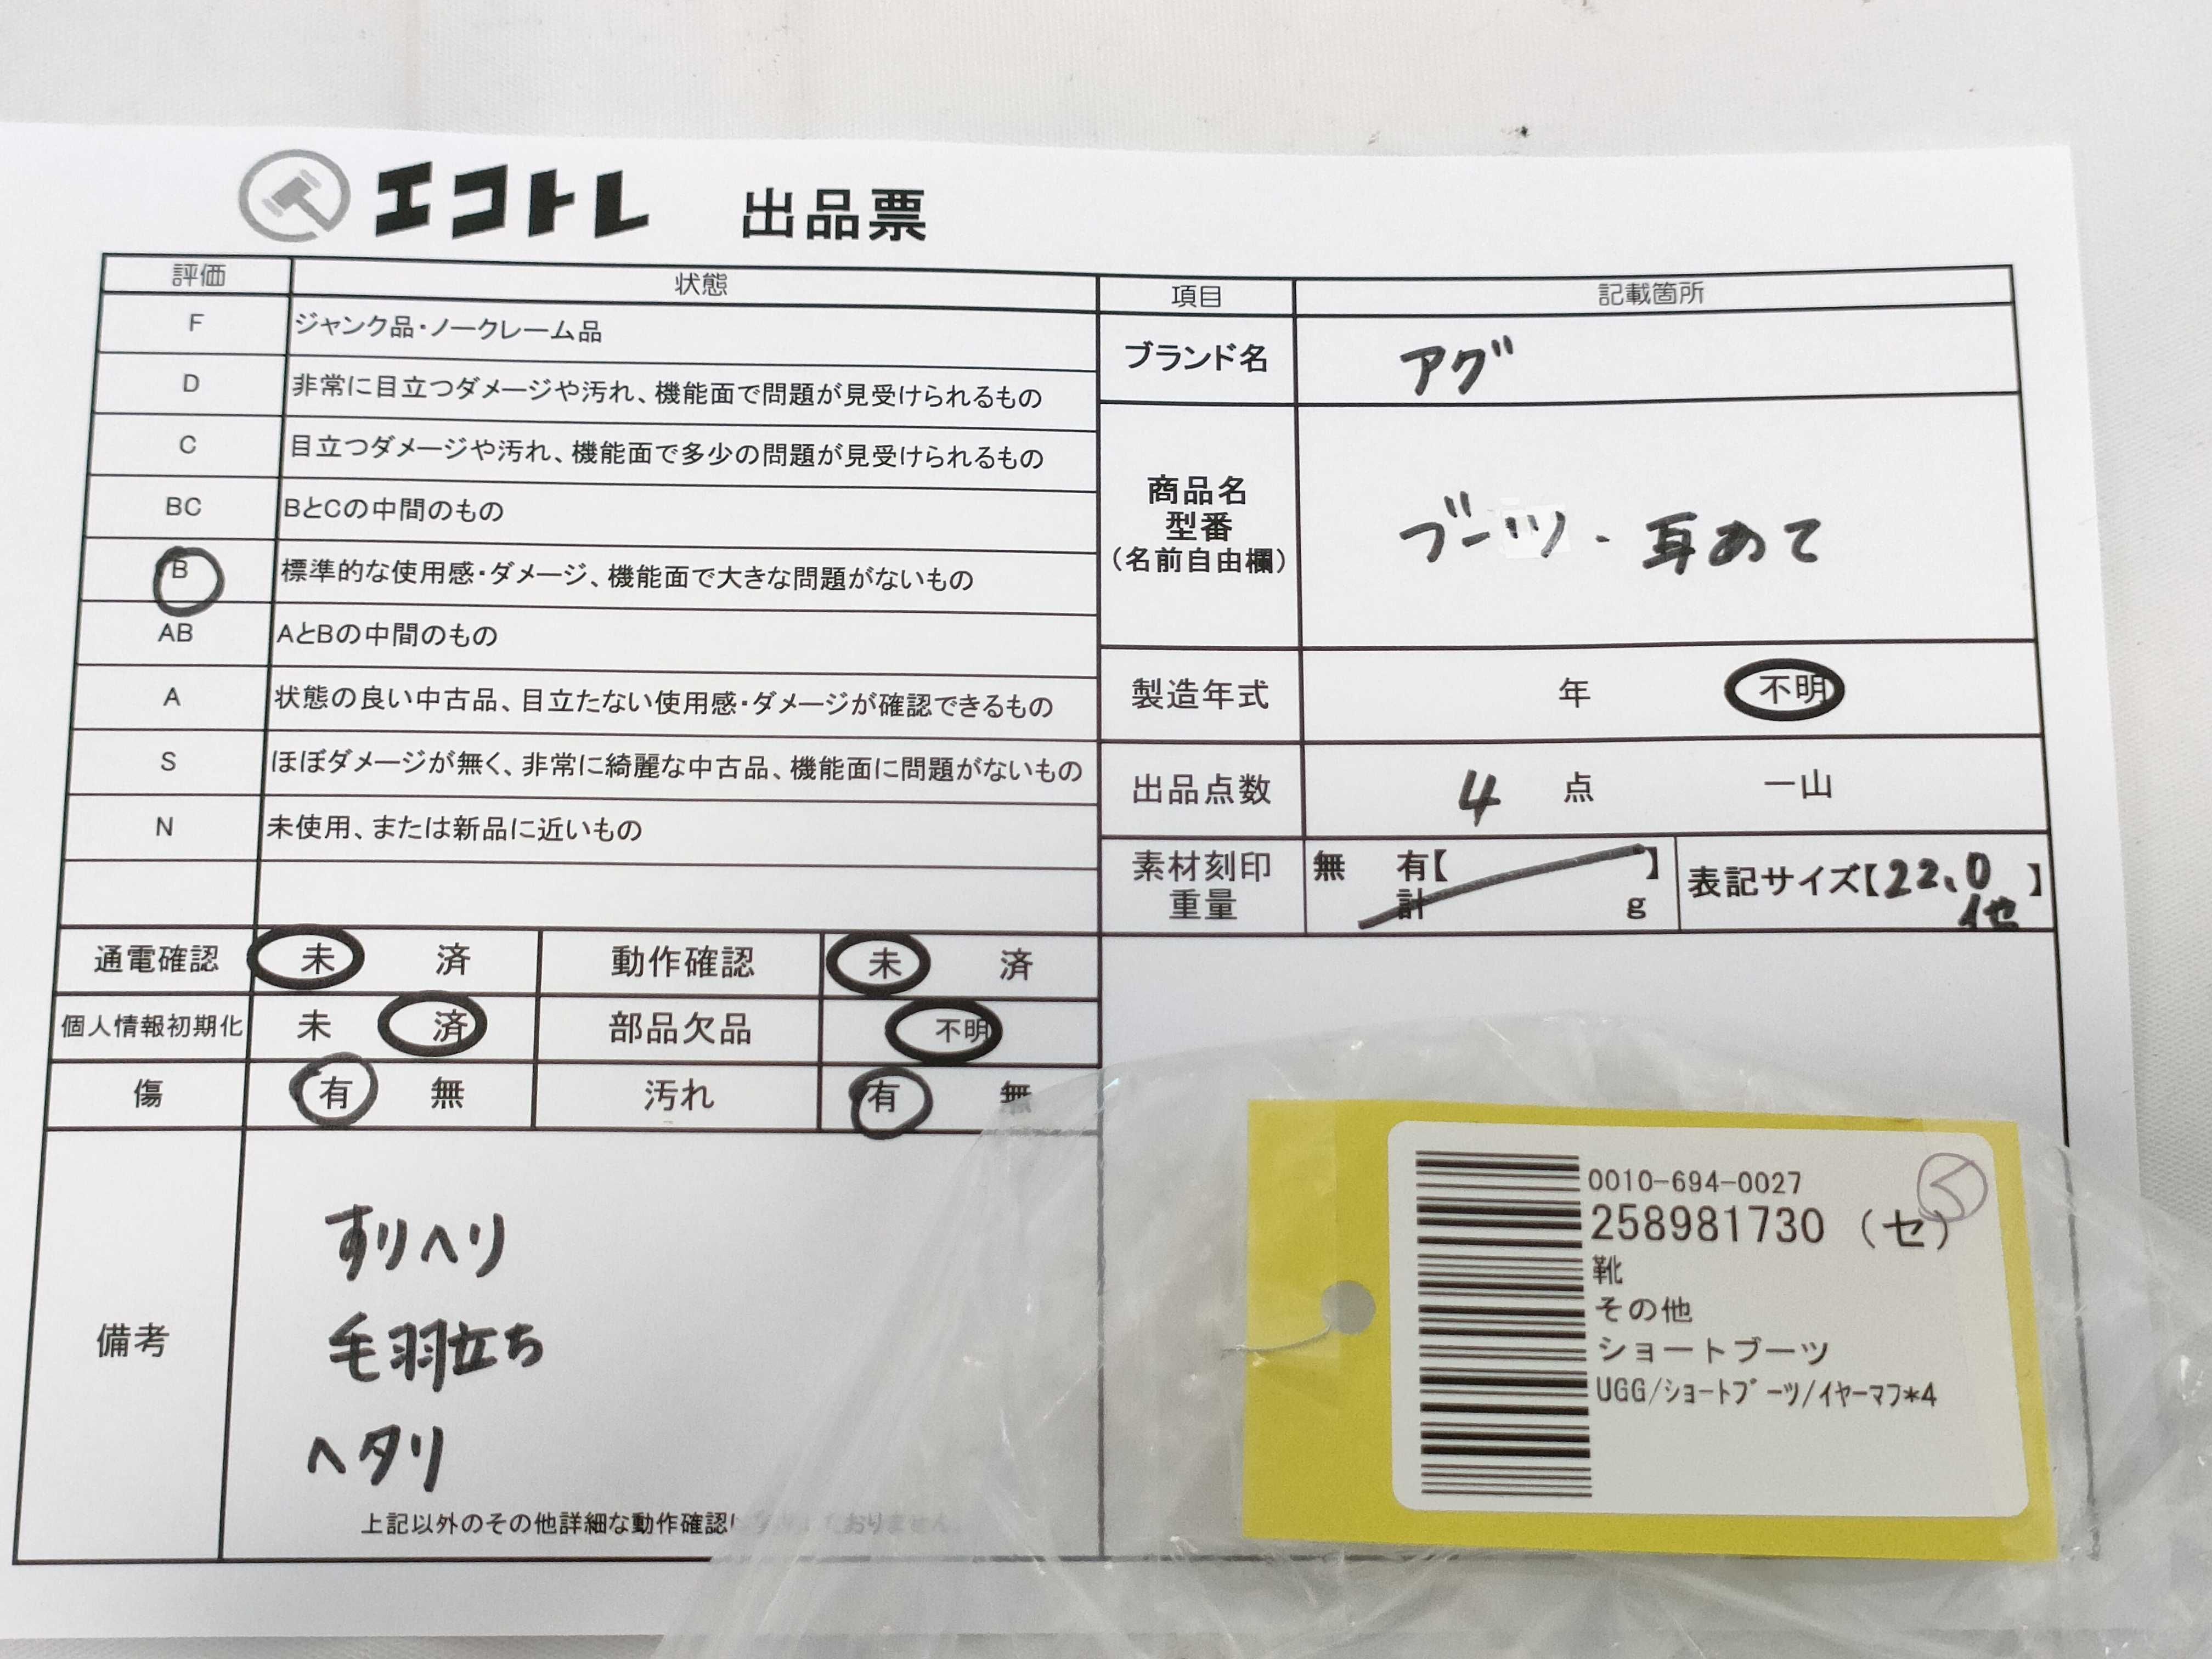 エコトレ 出品票
評価 状態
F ジャンク品・ノークレーム品
D 非常に目立つダメージや汚れ、機能面で問題が見受けられるもの
C 目立つダメージや汚れ、機能面で多少の問題が見受けられるもの
BC BとCの中間のもの
B 標準的な使用感・ダメージ、機能面で大きな問題がないもの
AB AとBの中間のもの
A 状態の良い中古品、目立たない使用感・ダメージが確認できるもの
S ほぼダメージが無く、非常に綺麗な中古品、機能面に問題がないもの
N 未使用、または新品に近いもの
通電確認 未 済 動作確認 未 済
個人情報初期化 未 済 部品欠品 不明
傷 有 無 汚れ 有 無
備考
すりヘリ
毛羽立ち
ヘタリ
上記以外のその他詳細な動作確認 おりません
項目 記載箇所
ブランド名 アグ
商品名
型番
(名前自由欄)
ブーツ・耳あて
製造年式 年 不明
出品点数 4 点 一山
素材刻印 無 有【 】
重量 計 g
表記サイズ【22.0 】
他
0010-694-0027
258981730 (セ)
靴
その他
ショートブーツ
UGG/ｼｮｰﾄﾌﾞｰﾂ/ｲﾔｰﾏﾌ*4